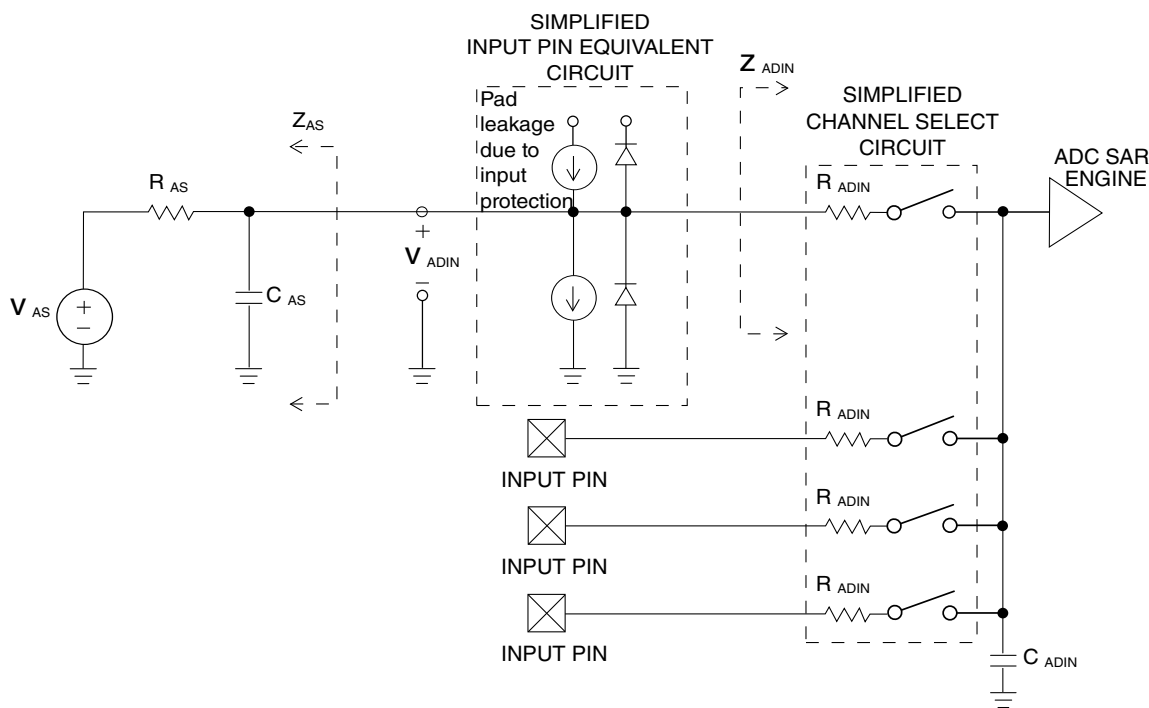 SIMPLIFIED
INPUT PIN EQUIVALENT
CIRCUIT
Z ADIN
SIMPLIFIED
CHANNEL SELECT
CIRCUIT
ADC SAR
ENGINE
Pad
leakage
due to
input
protection
ZAS
R AS
R ADIN
+
V ADIN
–
C AS
V AS
+
–
R ADIN
INPUT PIN
R ADIN
INPUT PIN
R ADIN
INPUT PIN
C ADIN